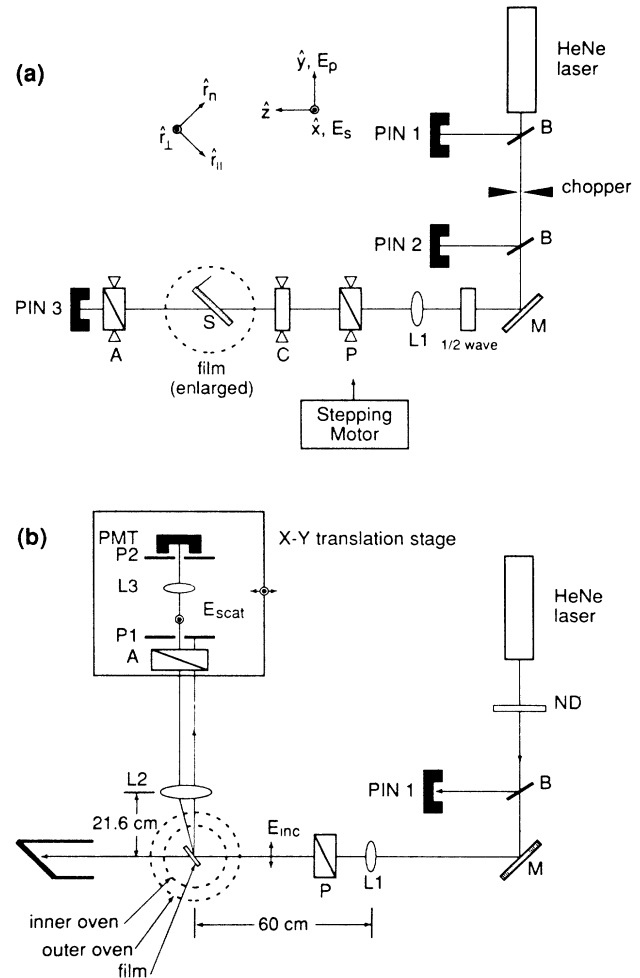 (a)
HeNe
laser
ŷ, Eₚ
r̂ₙ
ẑ
x̂, Eₛ
r̂⊥
r̂||
PIN 1
B
chopper
PIN 2
B
PIN 3
S
A
C
P
L1
1/2 wave
M
film
(enlarged)
Stepping
Motor
(b)
PMT
P2
X-Y translation stage
L3
HeNe
laser
Escat
P1
A
ND
L2
PIN 1
B
21.6 cm
Einc
M
P
L1
inner oven
60 cm
outer oven
film